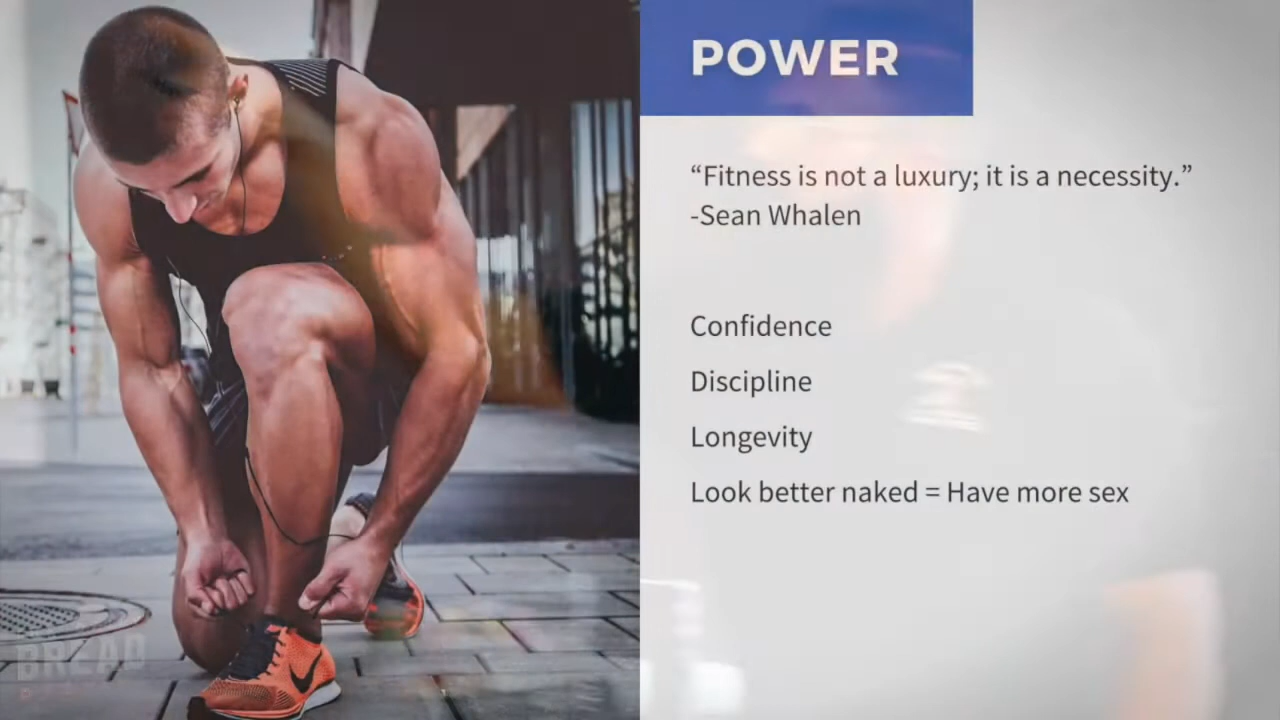 POWER
“Fitness is not a luxury; it is a necessity.”
-Sean Whalen
Confidence
Discipline
Longevity
Look better naked = Have more sex
BREAD